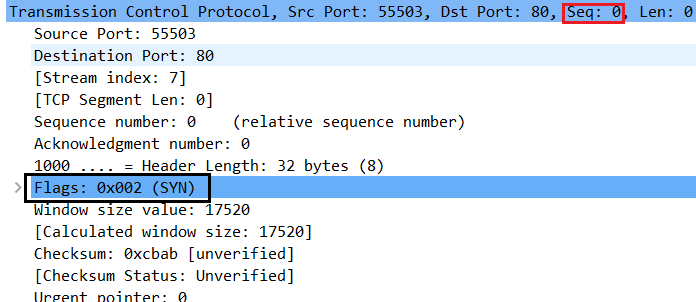 Transmission Control Protocol, Src Port: 55503, Dst Port: 80, Seq: 0, Len: 0
Source Port: 55503
Destination Port: 80
[Stream index: 7]
[TCP Segment Len: 0]
Sequence number: 0    (relative sequence number)
Acknowledgment number: 0
1000 .... = Header Length: 32 bytes (8)
Flags: 0x002 (SYN)
Window size value: 17520
[Calculated window size: 17520]
Checksum: 0xcbab [unverified]
[Checksum Status: Unverified]
Urgent pointer: 0